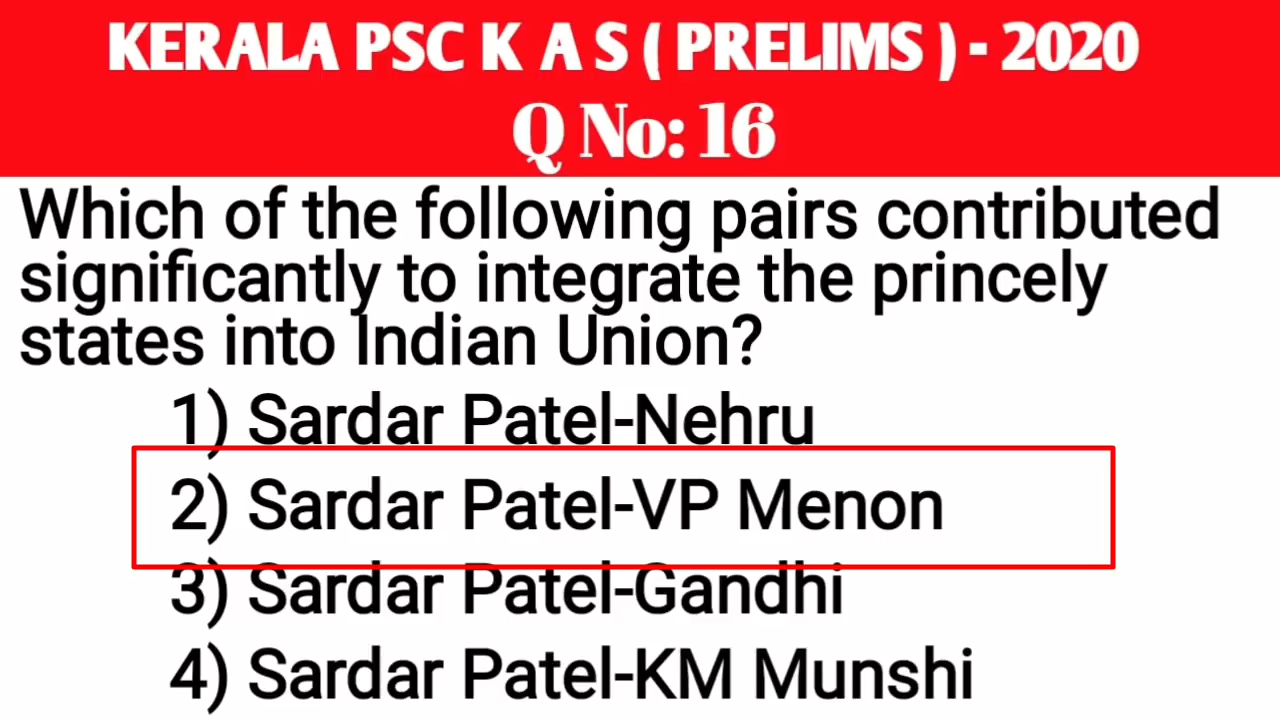 KERALA PSC K A S ( PRELIMS ) - 2020
Q No: 16
Which of the following pairs contributed
significantly to integrate the princely
states into Indian Union?
1) Sardar Patel-Nehru
2) Sardar Patel-VP Menon
3) Sardar Patel-Gandhi
4) Sardar Patel-KM Munshi